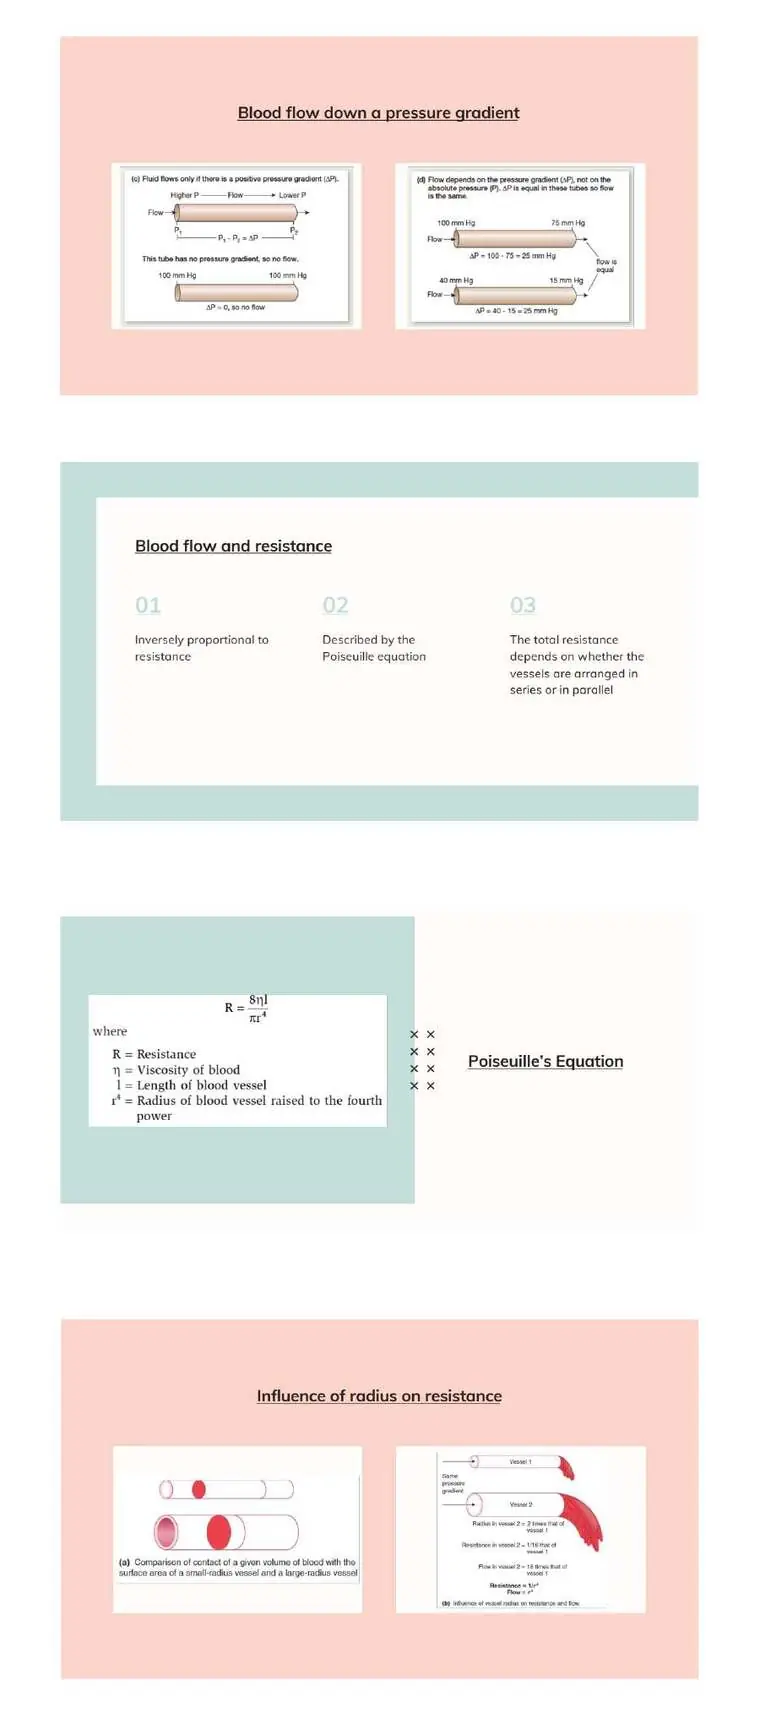 Blood flow down a pressure gradient
(c) Fluid flows only if there is a positive pressure gradient (ΔP).
Higher P Flow Lower P
Flow
P₁ P₂
P₁ - P₂ = ΔP
This tube has no pressure gradient, so no flow.
100 mm Hg 100 mm Hg
ΔP = 0, so no flow
(d) Flow depends on the pressure gradient (ΔP), not on the
absolute pressure (P). ΔP is equal in these tubes so flow
is the same.
100 mm Hg 75 mm Hg
Flow
ΔP = 100 - 75 = 25 mm Hg
flow is
equal
40 mm Hg 15 mm Hg
Flow
ΔP = 40 - 15 = 25 mm Hg
Blood flow and resistance
01
Inversely proportional to
resistance
02
Described by the
Poiseuille equation
03
The total resistance
depends on whether the
vessels are arranged in
series or in parallel
R = 8ηl / πr⁴
where
R = Resistance
η = Viscosity of blood
l = Length of blood vessel
r⁴ = Radius of blood vessel raised to the fourth
power
Poiseuille's Equation
Influence of radius on resistance
(a) Comparison of contact of a given volume of blood with the
surface area of a small-radius vessel and a large-radius vessel
Vessel 1
Same
pressure
gradient
Vessel 2
Radius in vessel 2 = 2 times that of
vessel 1
Resistance in vessel 2 = 1/16 that of
vessel 1
Flow in vessel 2 = 16 times that of
vessel 1
Resistance ∝ 1/r⁴
Flow ∝ r⁴
(b) Influence of vessel radius on resistance and flow